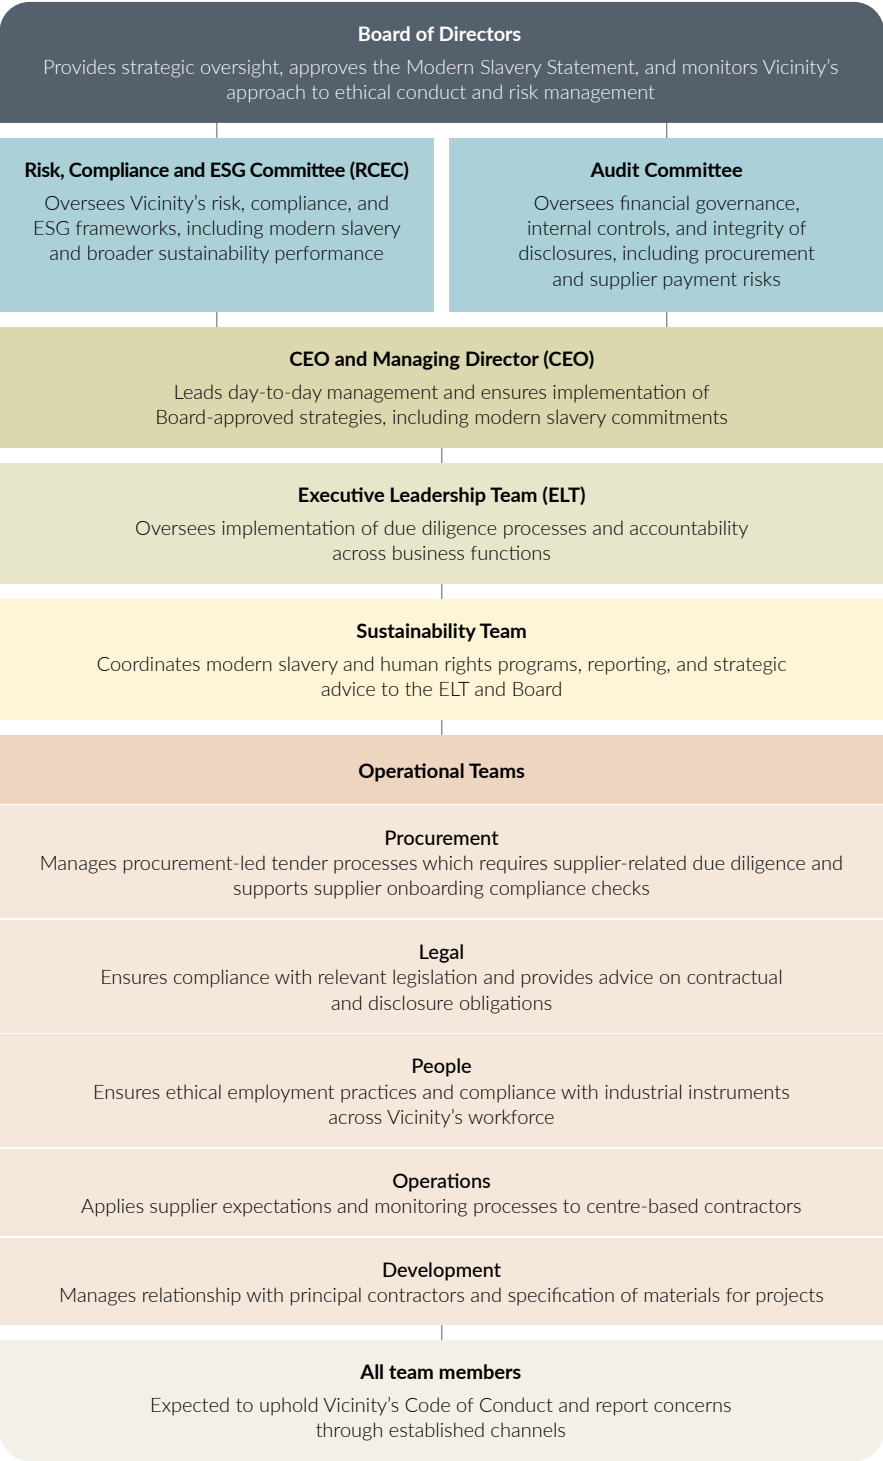 Board of Directors
Provides strategic oversight, approves the Modern Slavery Statement, and monitors Vicinity’s
approach to ethical conduct and risk management
Risk, Compliance and ESG Committee (RCEC)
Oversees Vicinity’s risk, compliance, and
ESG frameworks, including modern slavery
and broader sustainability performance
Audit Committee
Oversees financial governance,
internal controls, and integrity of
disclosures, including procurement
and supplier payment risks
CEO and Managing Director (CEO)
Leads day-to-day management and ensures implementation of
Board-approved strategies, including modern slavery commitments
Executive Leadership Team (ELT)
Oversees implementation of due diligence processes and accountability
across business functions
Sustainability Team
Coordinates modern slavery and human rights programs, reporting, and strategic
advice to the ELT and Board
Operational Teams
Procurement
Manages procurement-led tender processes which requires supplier-related due diligence and
supports supplier onboarding compliance checks
Legal
Ensures compliance with relevant legislation and provides advice on contractual
and disclosure obligations
People
Ensures ethical employment practices and compliance with industrial instruments
across Vicinity’s workforce
Operations
Applies supplier expectations and monitoring processes to centre-based contractors
Development
Manages relationship with principal contractors and specification of materials for projects
All team members
Expected to uphold Vicinity’s Code of Conduct and report concerns
through established channels